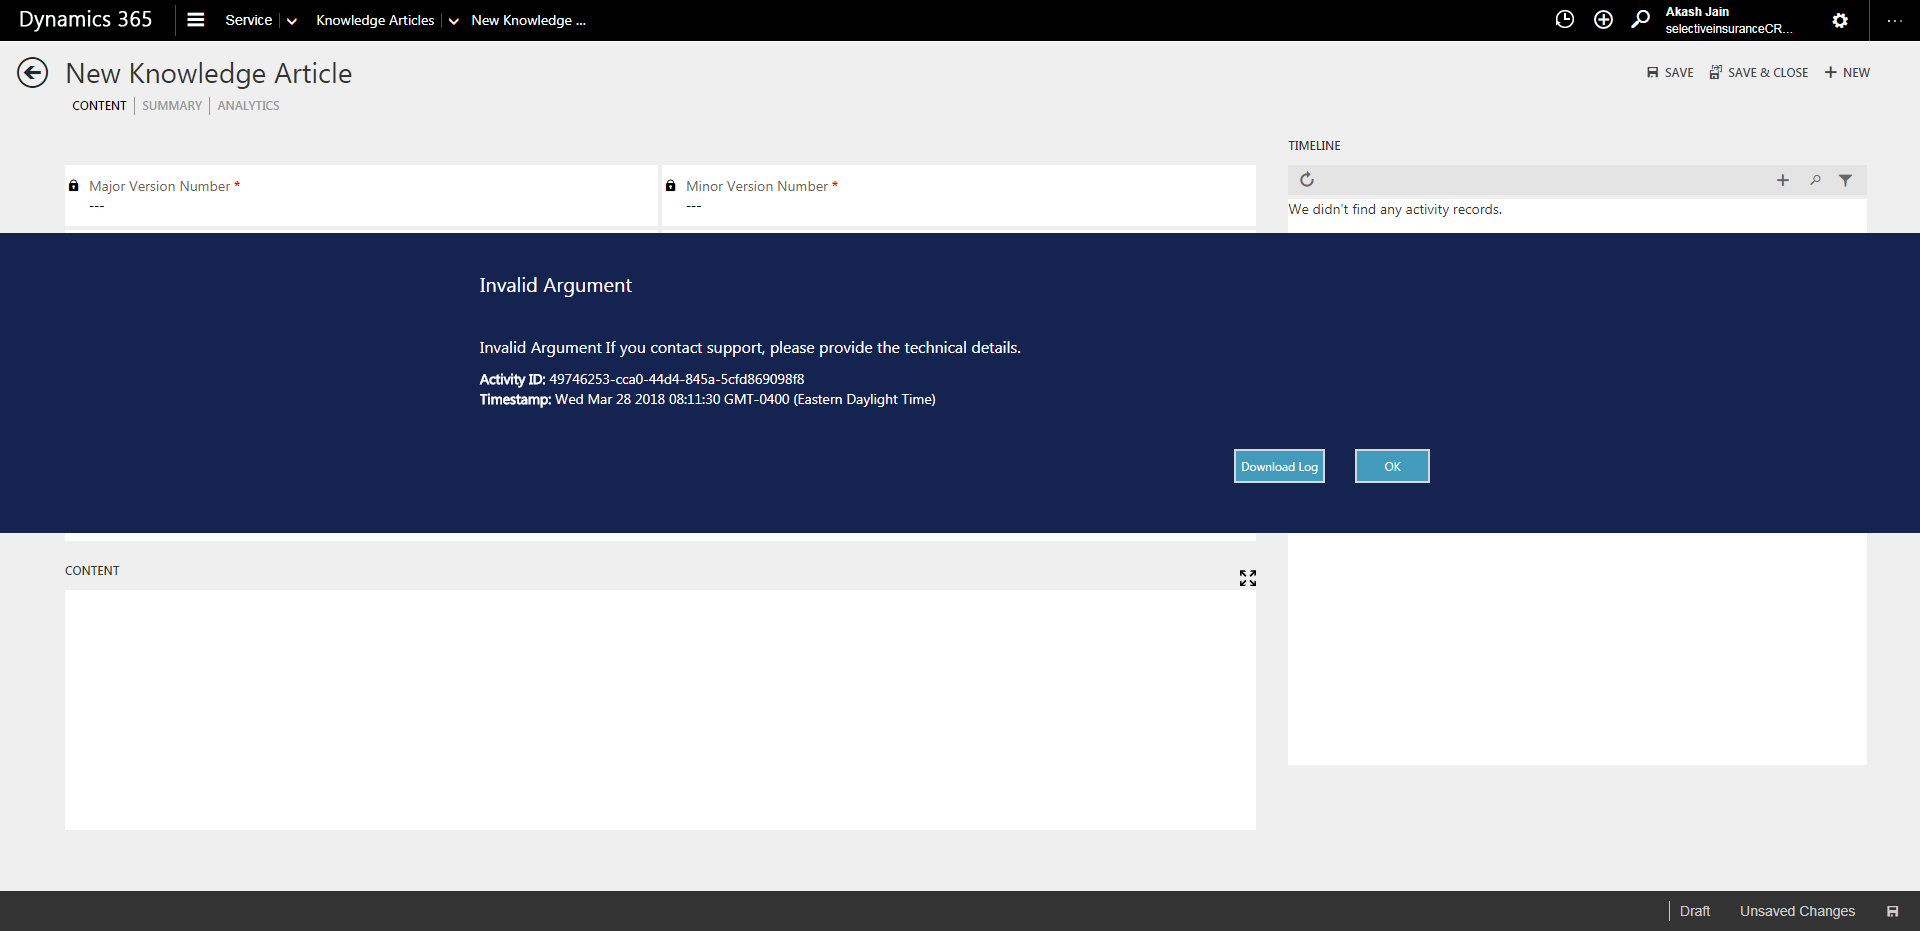 Dynamics 365 Service Knowledge Articles New Knowledge ... Akash Jain
selectiveinsuranceCR... ...
New Knowledge Article SAVE SAVE & CLOSE NEW
CONTENT SUMMARY ANALYTICS
TIMELINE
Major Version Number * Minor Version Number *
--- ---
We didn't find any activity records.
Invalid Argument
Invalid Argument If you contact support, please provide the technical details.
Activity ID: 49746253-cca0-44d4-845a-5cfd869098f8
Timestamp: Wed Mar 28 2018 08:11:30 GMT-0400 (Eastern Daylight Time)
Download Log OK
CONTENT
Draft Unsaved Changes